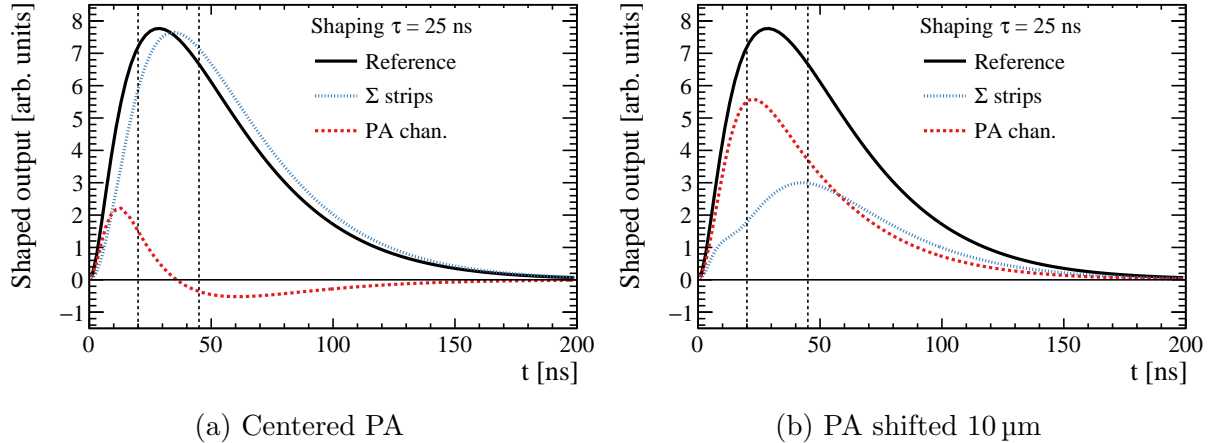 Shaped output [arb. units]
8
7
6
5
4
3
2
1
0
−1
Shaping τ = 25 ns
Reference
Σ strips
PA chan.
0 50 100 150 200
t [ns]
(a) Centered PA
Shaped output [arb. units]
8
7
6
5
4
3
2
1
0
−1
Shaping τ = 25 ns
Reference
Σ strips
PA chan.
0 50 100 150 200
t [ns]
(b) PA shifted 10 µm